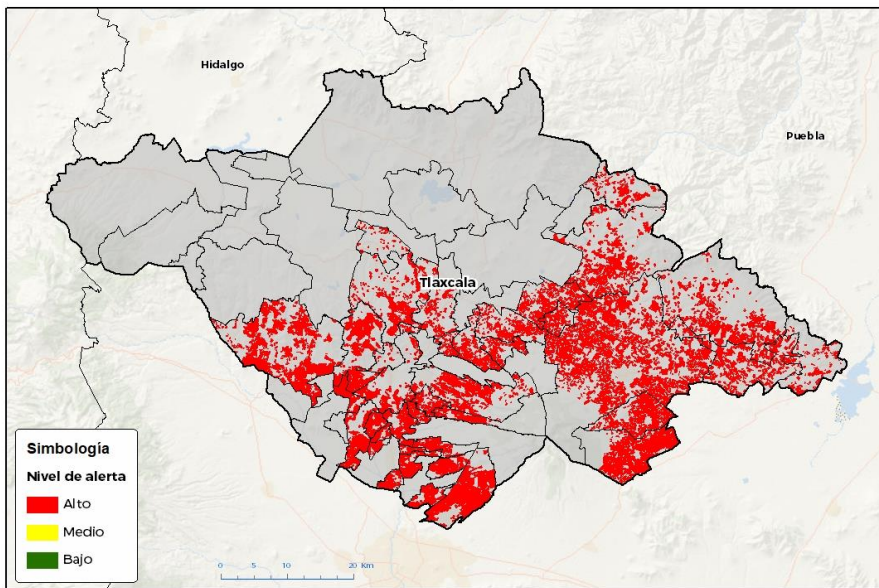 Hidalgo
Puebla
Tlaxcala
Simbología
Nivel de alerta
Alto
Medio
Bajo
0 5 10 20 Km